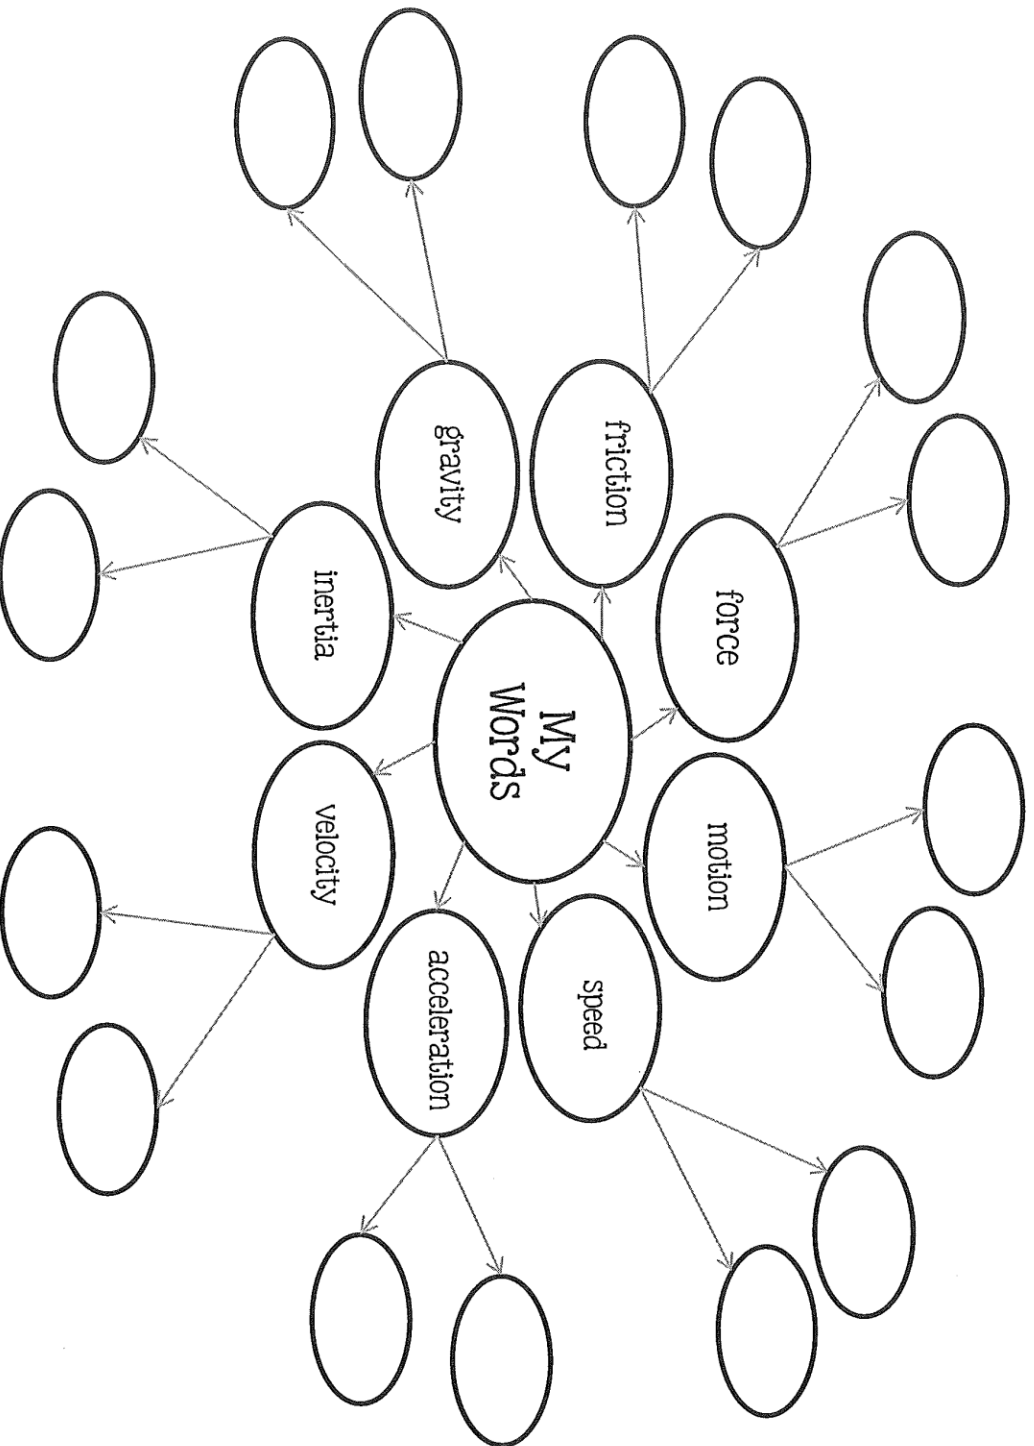 My
Words
force
motion
friction
speed
gravity
acceleration
inertia
velocity